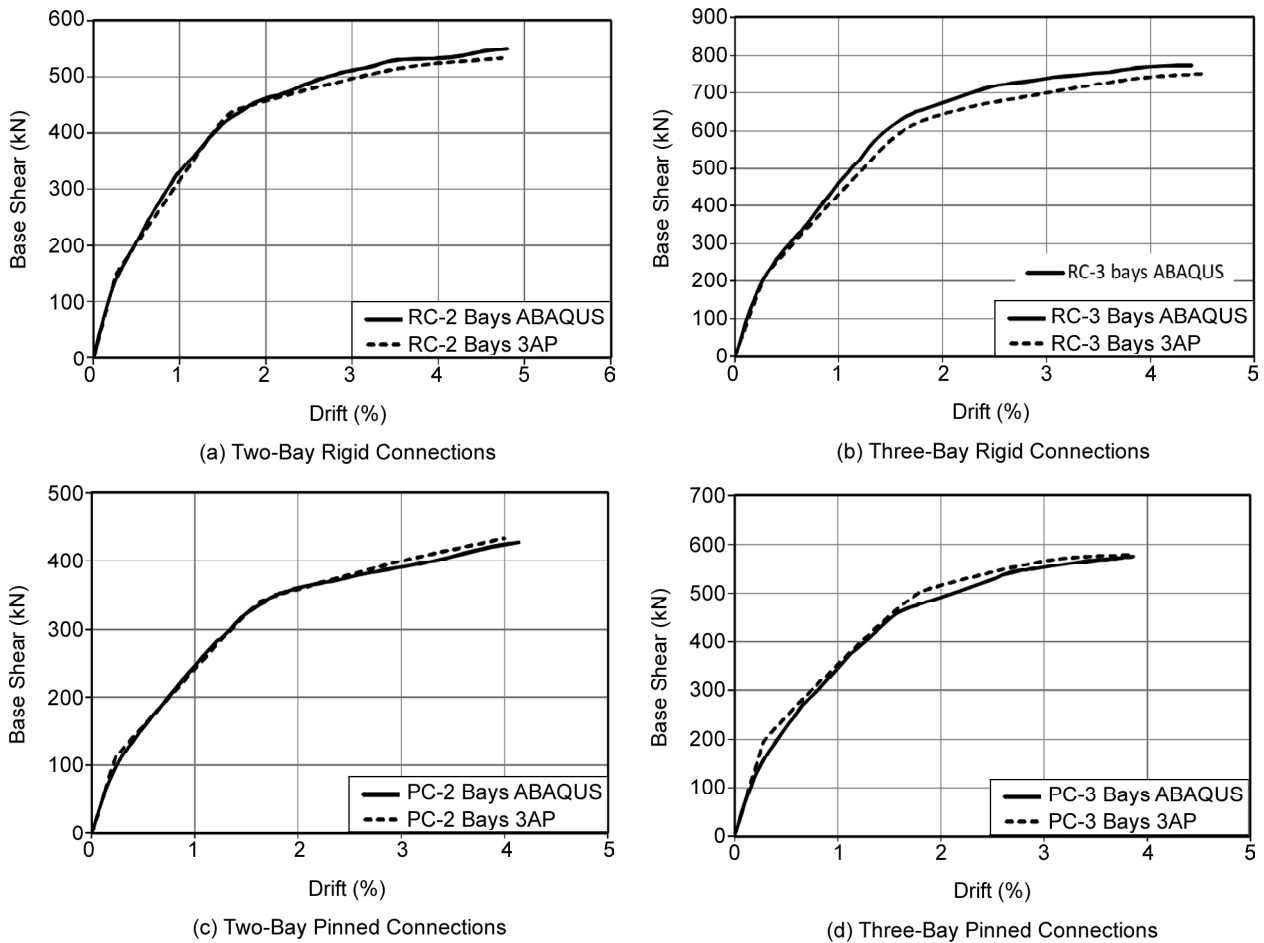 600
500
400
300
200
100
0
Base Shear (kN)
RC-2 Bays ABAQUS
RC-2 Bays 3AP
0 1 2 3 4 5 6
Drift (%)
(a) Two-Bay Rigid Connections
900
800
700
600
500
400
300
200
100
0
Base Shear (kN)
RC-3 bays ABAQUS
RC-3 Bays ABAQUS
RC-3 Bays 3AP
0 1 2 3 4 5
Drift (%)
(b) Three-Bay Rigid Connections
500
400
300
200
100
0
Base Shear (kN)
PC-2 Bays ABAQUS
PC-2 Bays 3AP
0 1 2 3 4 5
Drift (%)
(c) Two-Bay Pinned Connections
700
600
500
400
300
200
100
0
Base Shear (kN)
PC-3 Bays ABAQUS
PC-3 Bays 3AP
0 1 2 3 4 5
Drift (%)
(d) Three-Bay Pinned Connections